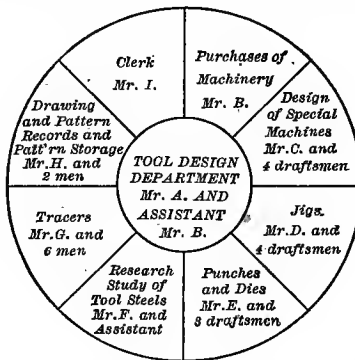 Clerk
Mr. I.
Purchases of
Machinery
Mr. B.
Design
of Special
Machines
Mr.C. and
4 draftsmen
Jigs
Mr.D. and
4 draftsmen
Punches
and Dies
Mr.E. and
8 draftsmen
Research
Study of
Tool Steels
Mr.F. and
Assistant
Tracers
Mr.G. and
6 men
Drawing
and Pattern
Records and
Patt'rn Storage
Mr.H. and
2 men
TOOL DESIGN
DEPARTMENT
Mr. A. AND
ASSISTANT
Mr. B.